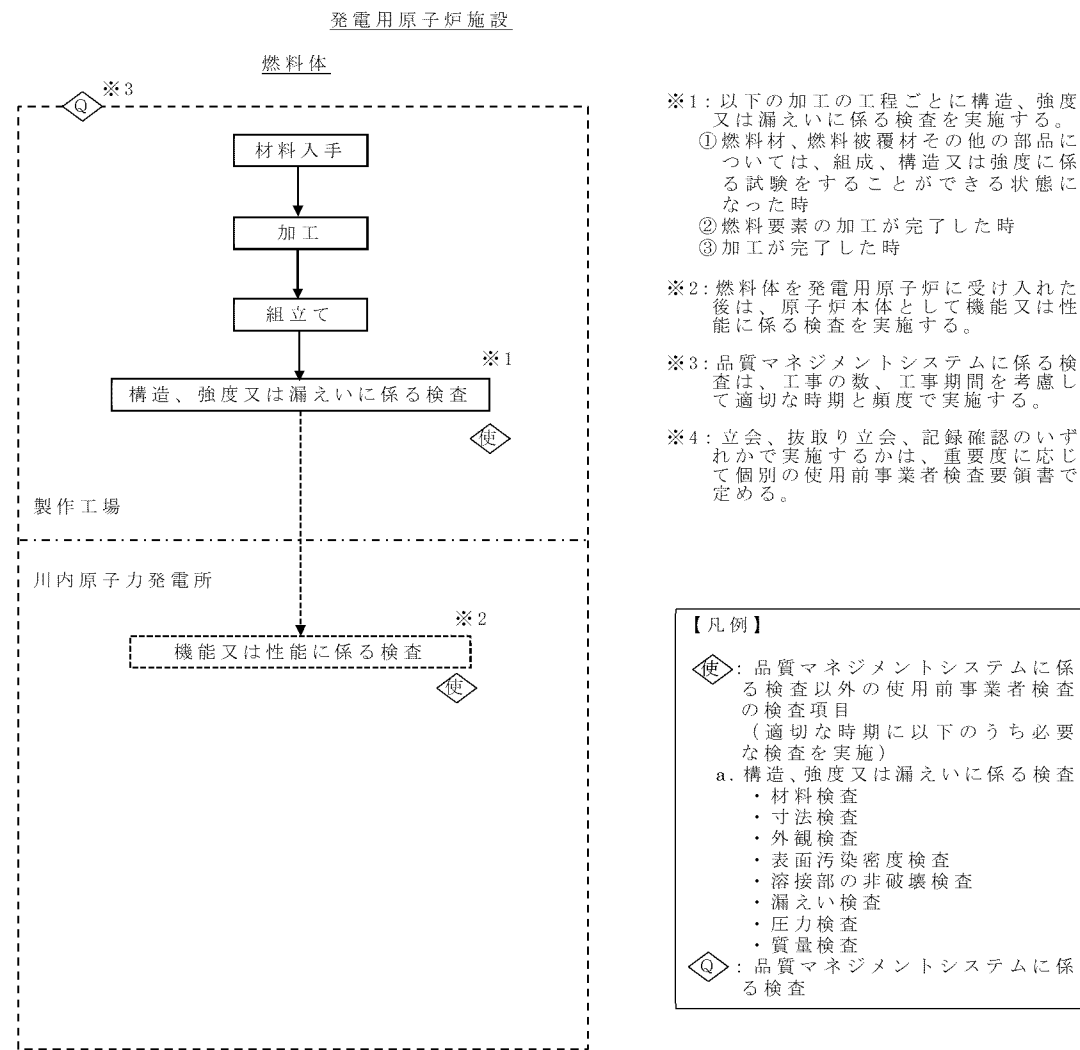 発電用原子炉施設
燃料体
Q
※3
材料入手
加工
組立て
※1
構造、強度又は漏えいに係る検査
使
製作工場
川内原子力発電所
※2
機能又は性能に係る検査
使
※1:以下の加工の工程ごとに構造、強度
又は漏えいに係る検査を実施する。
①燃料材、燃料被覆材その他の部品に
ついては、組成、構造又は強度に係
る試験をすることができる状態に
なった時
②燃料要素の加工が完了した時
③加工が完了した時
※2:燃料体を発電用原子炉に受け入れた
後は、原子炉本体として機能又は性
能に係る検査を実施する。
※3:品質マネジメントシステムに係る検
査は、工事の数、工事期間を考慮し
て適切な時期と頻度で実施する。
※4:立会、抜取り立会、記録確認のいず
れかで実施するかは、重要度に応じ
て個別の使用前事業者検査要領書で
定める。
【凡例】
使:品質マネジメントシステムに係
る検査以外の使用前事業者検査
の検査項目
(適切な時期に以下のうち必要
な検査を実施)
a.構造、強度又は漏えいに係る検査
・材料検査
・寸法検査
・外観検査
・表面汚染密度検査
・溶接部の非破壊検査
・漏えい検査
・圧力検査
・質量検査
Q:品質マネジメントシステムに係
る検査